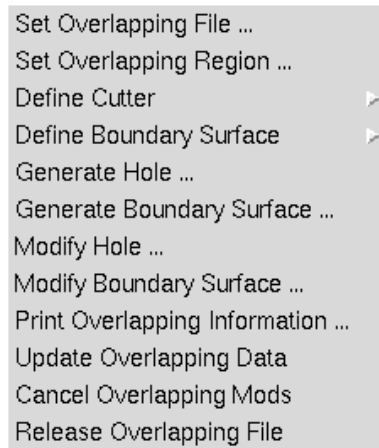 Set Overlapping File ...
Set Overlapping Region ...
Define Cutter
Define Boundary Surface
Generate Hole ...
Generate Boundary Surface ...
Modify Hole ...
Modify Boundary Surface ...
Print Overlapping Information ...
Update Overlapping Data
Cancel Overlapping Mods
Release Overlapping File